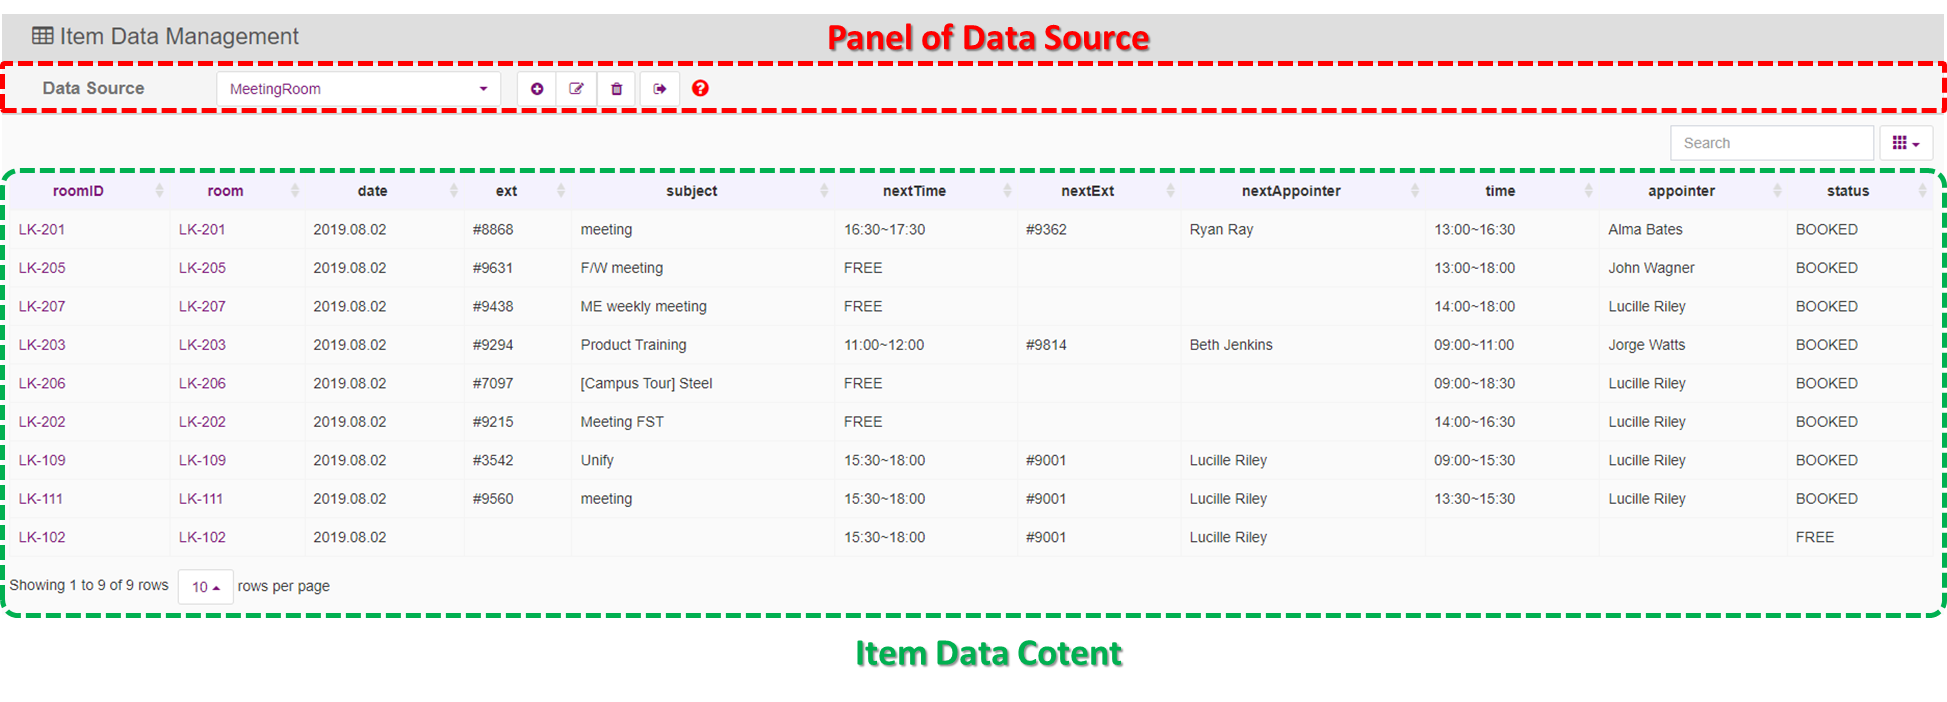 Item Data Management
Panel of Data Source
Data Source MeetingRoom
Search
roomID room date ext subject nextTime nextExt nextAppointer time appointer status
LK-201 LK-201 2019.08.02 #8868 meeting 16:30~17:30 #9362 Ryan Ray 13:00~16:30 Alma Bates BOOKED
LK-205 LK-205 2019.08.02 #9631 F/W meeting FREE 13:00~18:00 John Wagner BOOKED
LK-207 LK-207 2019.08.02 #9438 ME weekly meeting FREE 14:00~18:00 Lucille Riley BOOKED
LK-203 LK-203 2019.08.02 #9294 Product Training 11:00~12:00 #9814 Beth Jenkins 09:00~11:00 Jorge Watts BOOKED
LK-206 LK-206 2019.08.02 #7097 [Campus Tour] Steel FREE 09:00~18:30 Lucille Riley BOOKED
LK-202 LK-202 2019.08.02 #9215 Meeting FST FREE 14:00~16:30 Lucille Riley BOOKED
LK-109 LK-109 2019.08.02 #3542 Unify 15:30~18:00 #9001 Lucille Riley 09:00~15:30 Lucille Riley BOOKED
LK-111 LK-111 2019.08.02 #9560 meeting 15:30~18:00 #9001 Lucille Riley 13:30~15:30 Lucille Riley BOOKED
LK-102 LK-102 2019.08.02 15:30~18:00 #9001 Lucille Riley FREE
Showing 1 to 9 of 9 rows 10 rows per page
Item Data Cotent